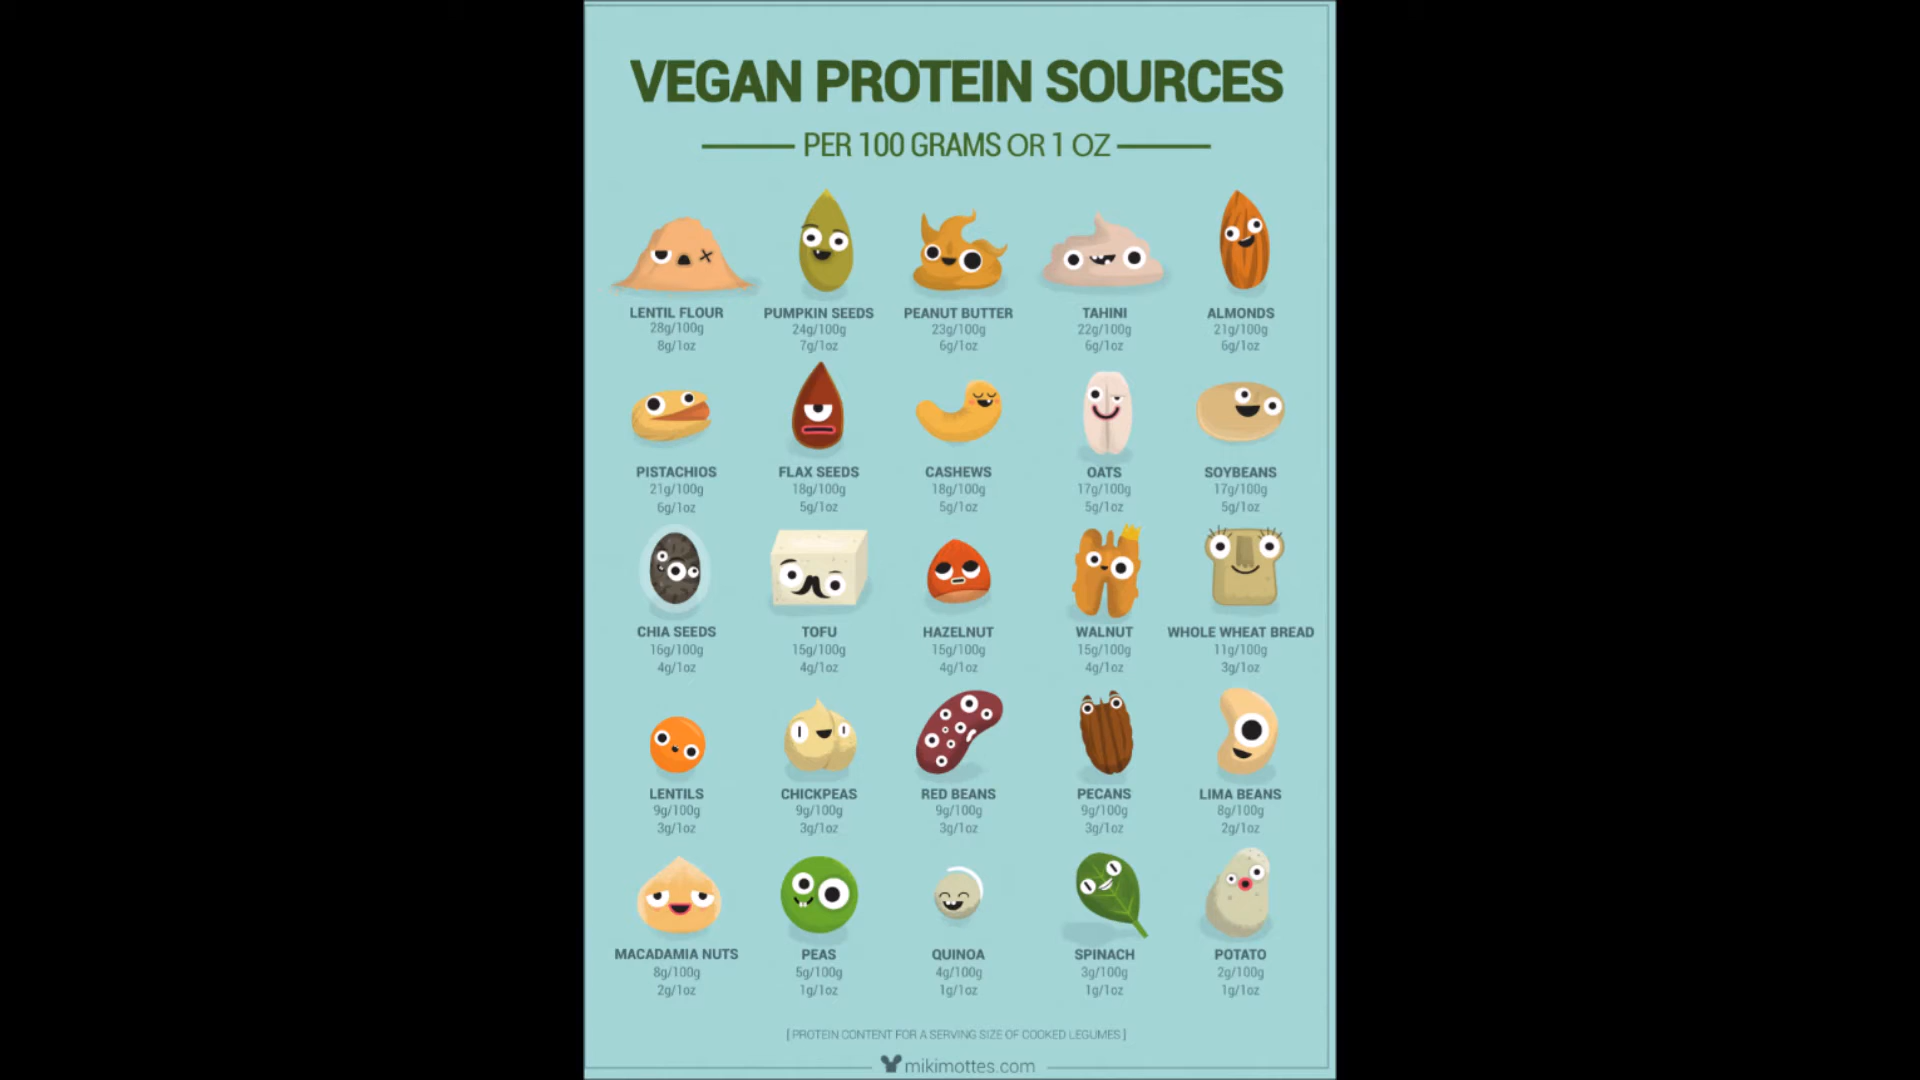 VEGAN PROTEIN SOURCES
PER 100 GRAMS OR 1 OZ
LENTIL FLOUR
28g/100g
8g/1oz
PUMPKIN SEEDS
24g/100g
7g/1oz
PEANUT BUTTER
23g/100g
6g/1oz
TAHINI
22g/100g
6g/1oz
ALMONDS
21g/100g
6g/1oz
PISTACHIOS
21g/100g
6g/1oz
FLAX SEEDS
18g/100g
5g/1oz
CASHEWS
18g/100g
5g/1oz
OATS
17g/100g
5g/1oz
SOYBEANS
17g/100g
5g/1oz
CHIA SEEDS
16g/100g
4g/1oz
TOFU
15g/100g
4g/1oz
HAZELNUT
15g/100g
4g/1oz
WALNUT
15g/100g
4g/1oz
WHOLE WHEAT BREAD
11g/100g
3g/1oz
LENTILS
9g/100g
3g/1oz
CHICKPEAS
9g/100g
3g/1oz
RED BEANS
9g/100g
3g/1oz
PECANS
9g/100g
3g/1oz
LIMA BEANS
8g/100g
2g/1oz
MACADAMIA NUTS
8g/100g
2g/1oz
PEAS
5g/100g
1g/1oz
QUINOA
4g/100g
1g/1oz
SPINACH
3g/100g
1g/1oz
POTATO
2g/100g
1g/1oz
[ PROTEIN CONTENT FOR A SERVING SIZE OF COOKED LEGUMES ]
mikimottes.com